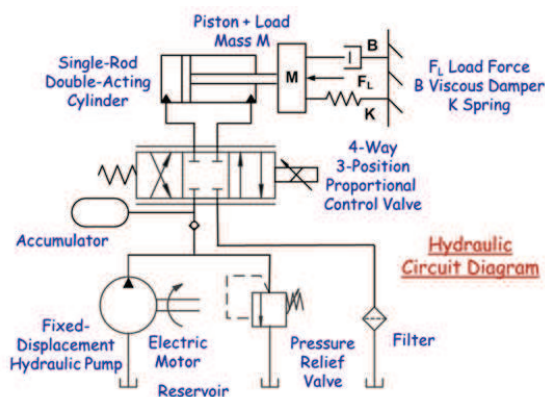 Piston + Load
Mass M
Single-Rod
Double-Acting
Cylinder
M
B
FL
K
FL Load Force
B Viscous Damper
K Spring
4-Way
3-Position
Proportional
Control Valve
Accumulator
Hydraulic
Circuit Diagram
Fixed-
Displacement
Hydraulic Pump
Electric
Motor
Reservoir
Pressure
Relief
Valve
Filter